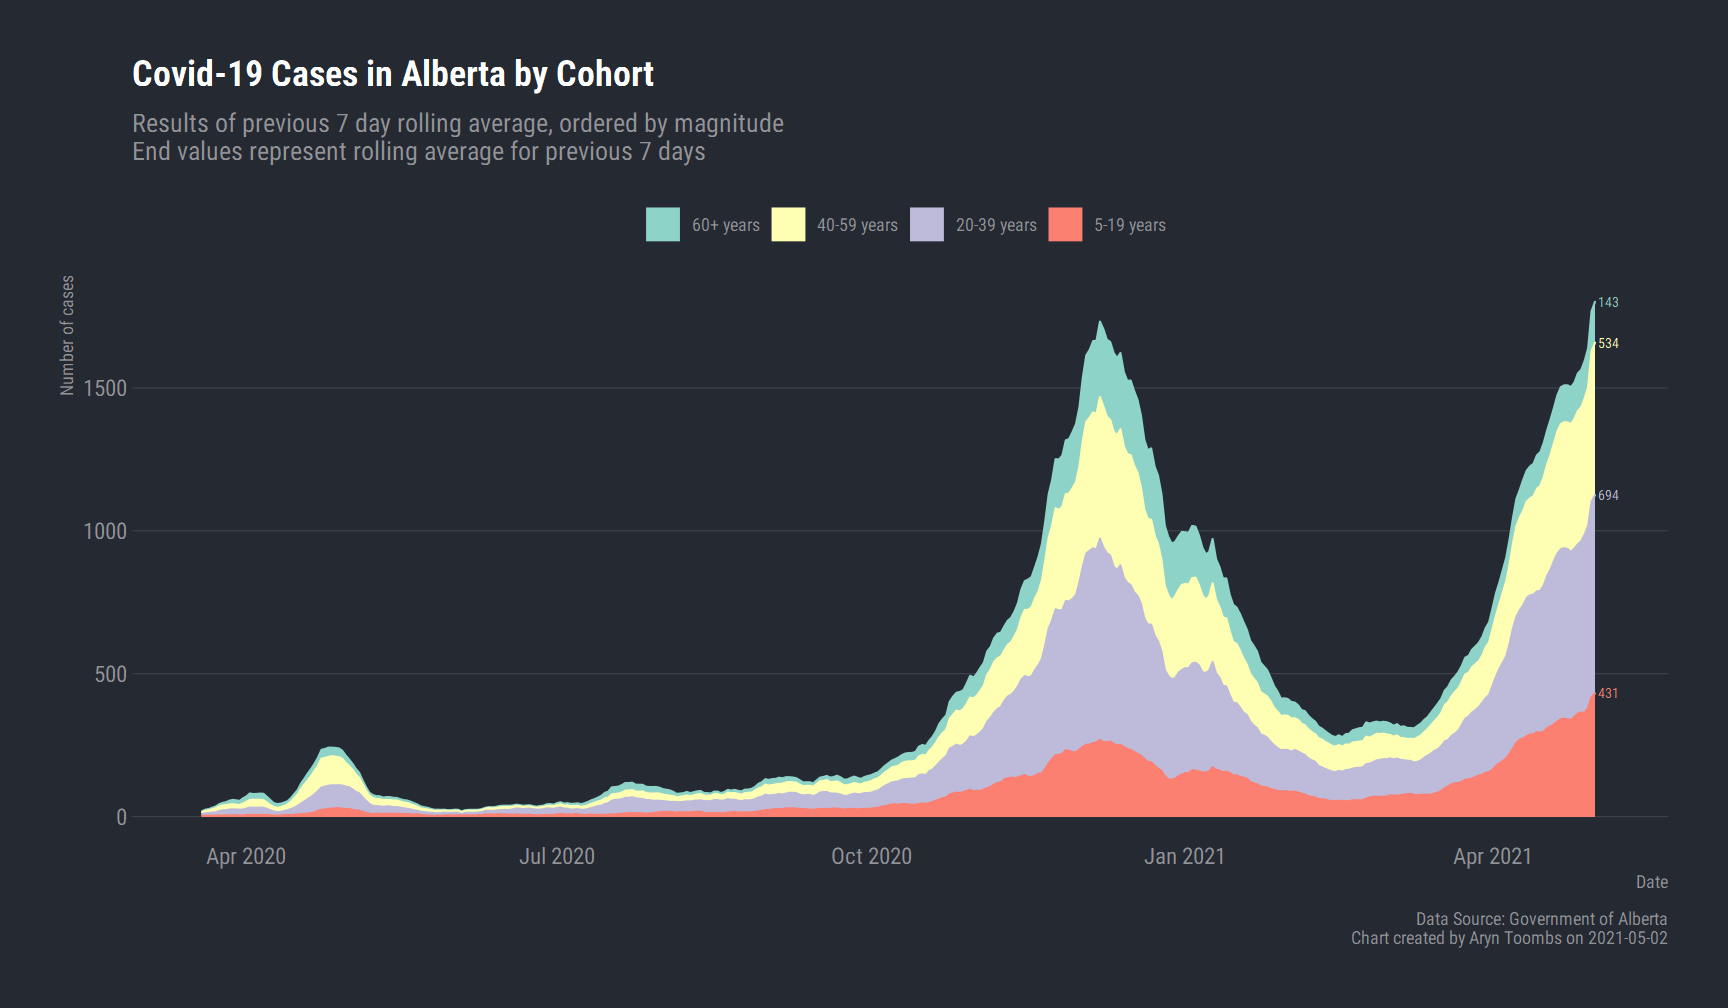 Covid-19 Cases in Alberta by Cohort
Results of previous 7 day rolling average, ordered by magnitude
End values represent rolling average for previous 7 days
60+ years 40-59 years 20-39 years 5-19 years
Number of cases
143
534
1500
694
1000
500
431
0
Apr 2020 Jul 2020 Oct 2020 Jan 2021 Apr 2021
Date
Data Source: Government of Alberta
Chart created by Aryn Toombs on 2021-05-02